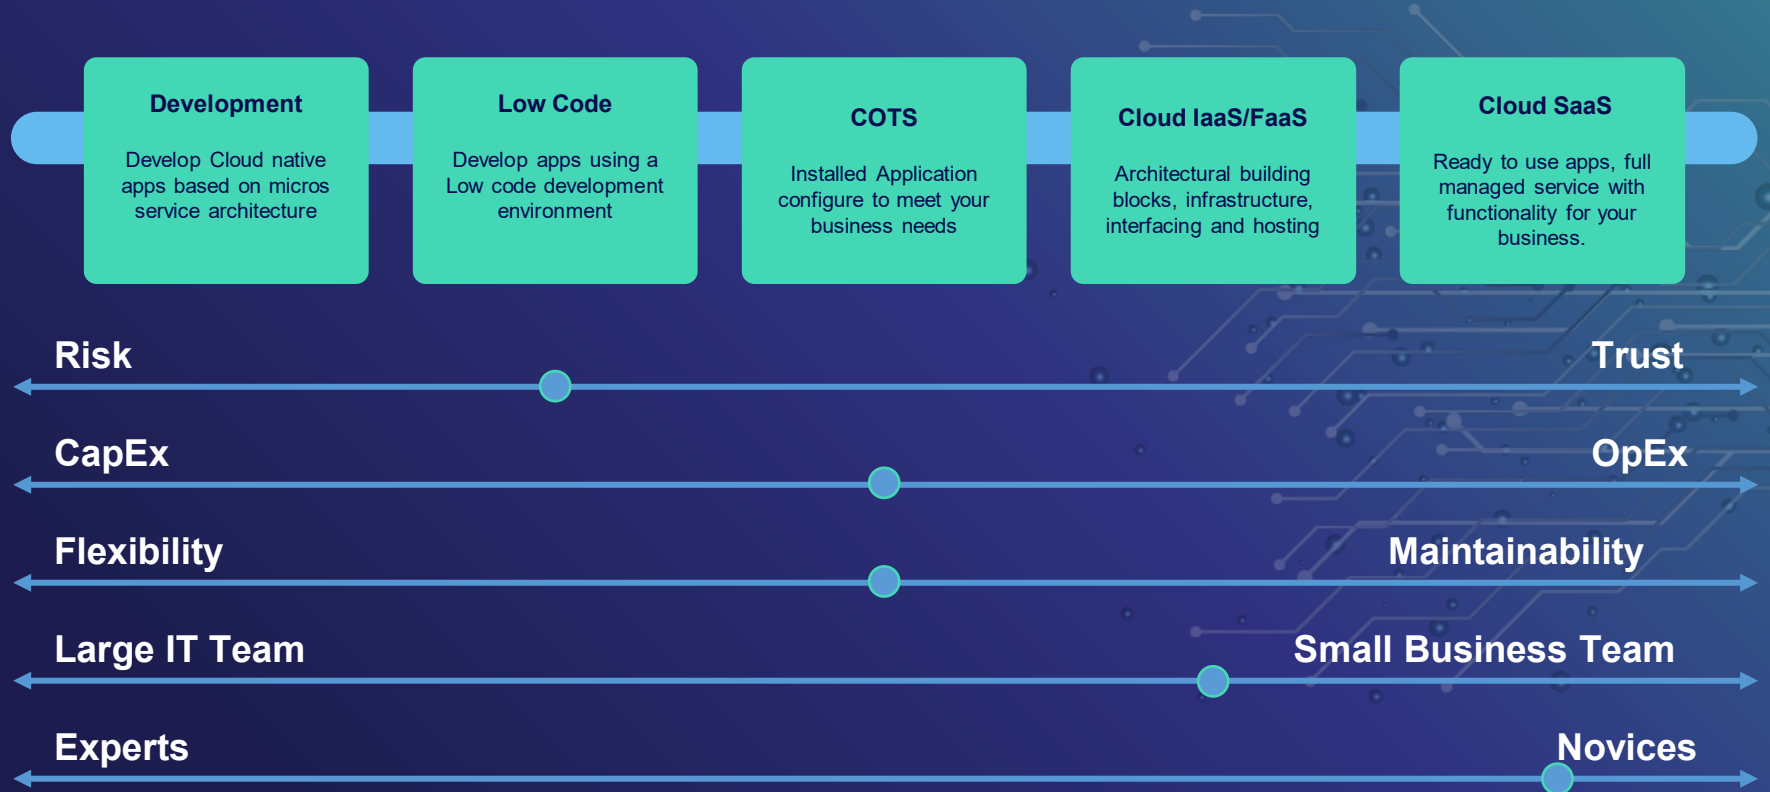 Development
Develop Cloud native
apps based on micros
service architecture
Low Code
Develop apps using a
Low code development
environment
COTS
Installed Application
configure to meet your
business needs
Cloud IaaS/FaaS
Architectural building
blocks, infrastructure,
interfacing and hosting
Cloud SaaS
Ready to use apps, full
managed service with
functionality for your
business.
Risk
Trust
CapEx
OpEx
Flexibility
Maintainability
Large IT Team
Small Business Team
Experts
Novices